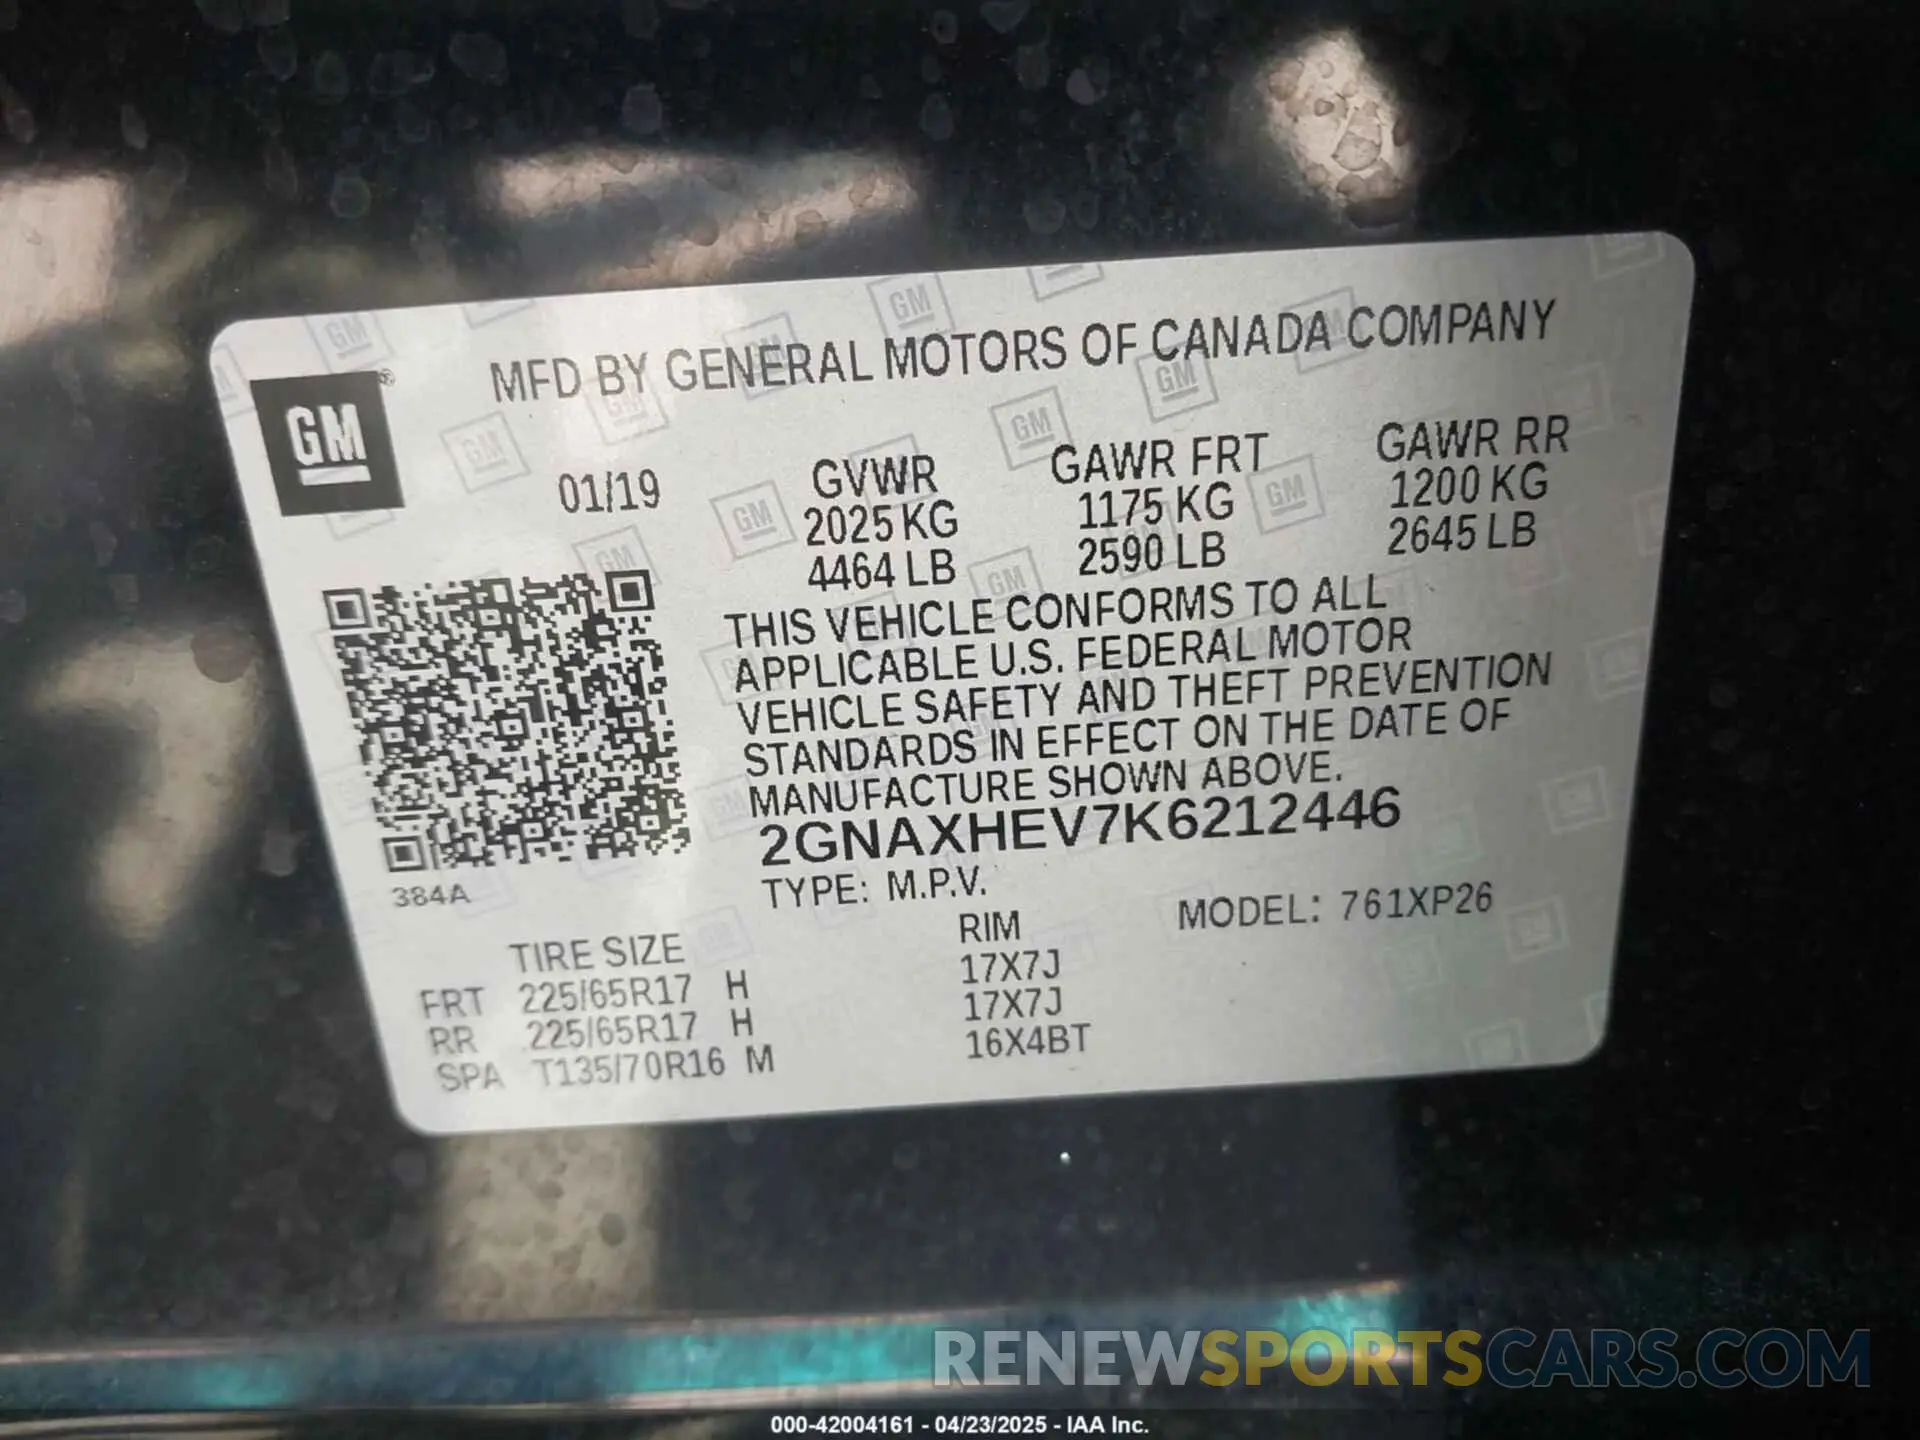 MFD BY GENERAL MOTORS OF CANADA COMPANY
GM®
01/19
GVWR
2025 KG
4464 LB
GAWR FRT
1175 KG
2590 LB
GAWR RR
1200 KG
2645 LB
THIS VEHICLE CONFORMS TO ALL
APPLICABLE U.S. FEDERAL MOTOR
VEHICLE SAFETY AND THEFT PREVENTION
STANDARDS IN EFFECT ON THE DATE OF
MANUFACTURE SHOWN ABOVE.
2GNAXHEV7K6212446
TYPE: M.P.V.
MODEL: 761XP26
384A
TIRE SIZE RIM
FRT 225/65R17 H 17X7J
RR 225/65R17 H 17X7J
SPA T135/70R16 M 16X4BT
RENEWSPORTSCARS.COM
000-42004161 - 04/23/2025 - IAA Inc.